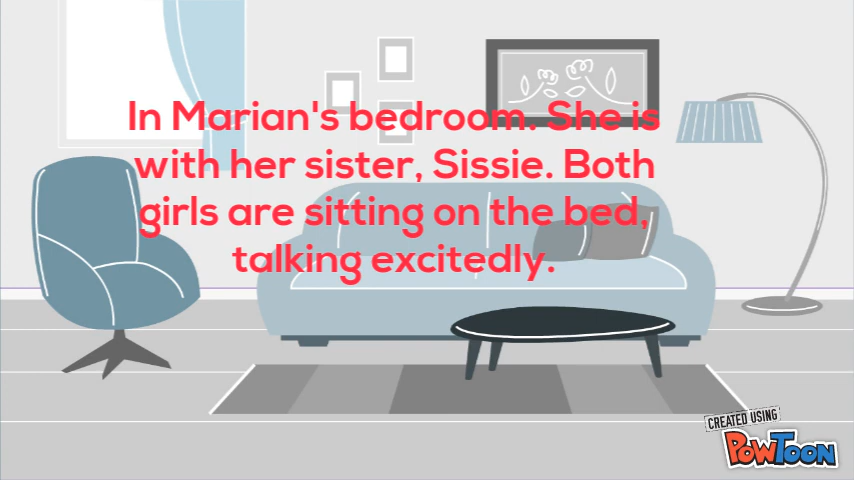 In Marian's bedroom. She is
with her sister, Sissie. Both
girls are sitting on the bed,
talking excitedly.
CREATED USING
POWTOON